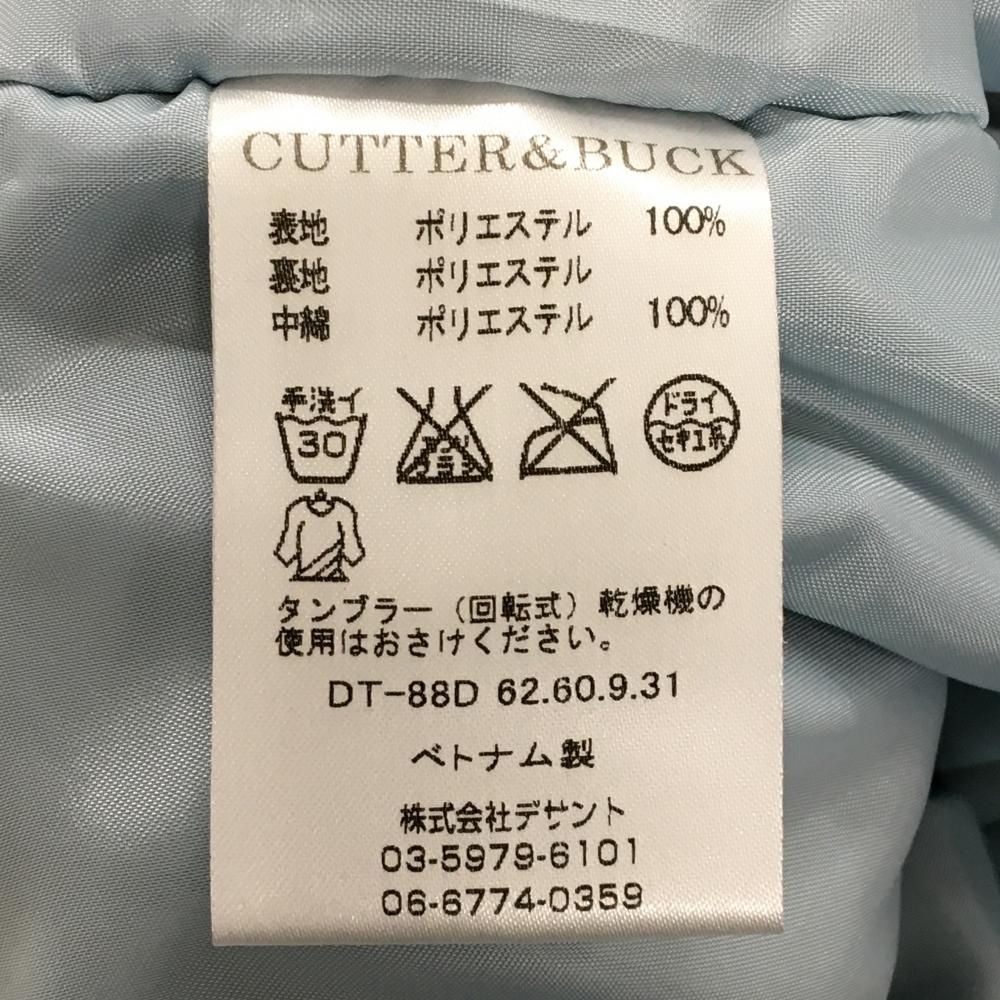 CUTTER&BUCK
表地 ポリエステル 100%
裏地 ポリエステル
中綿 ポリエステル 100%
手洗イ
30
ドライ
セキユ系
タンブラー（回転式）乾燥機の
使用はおさけください。
DT-88D 62.60.9.31
ベトナム製
株式会社デサント
03-5979-6101
06-6774-0359